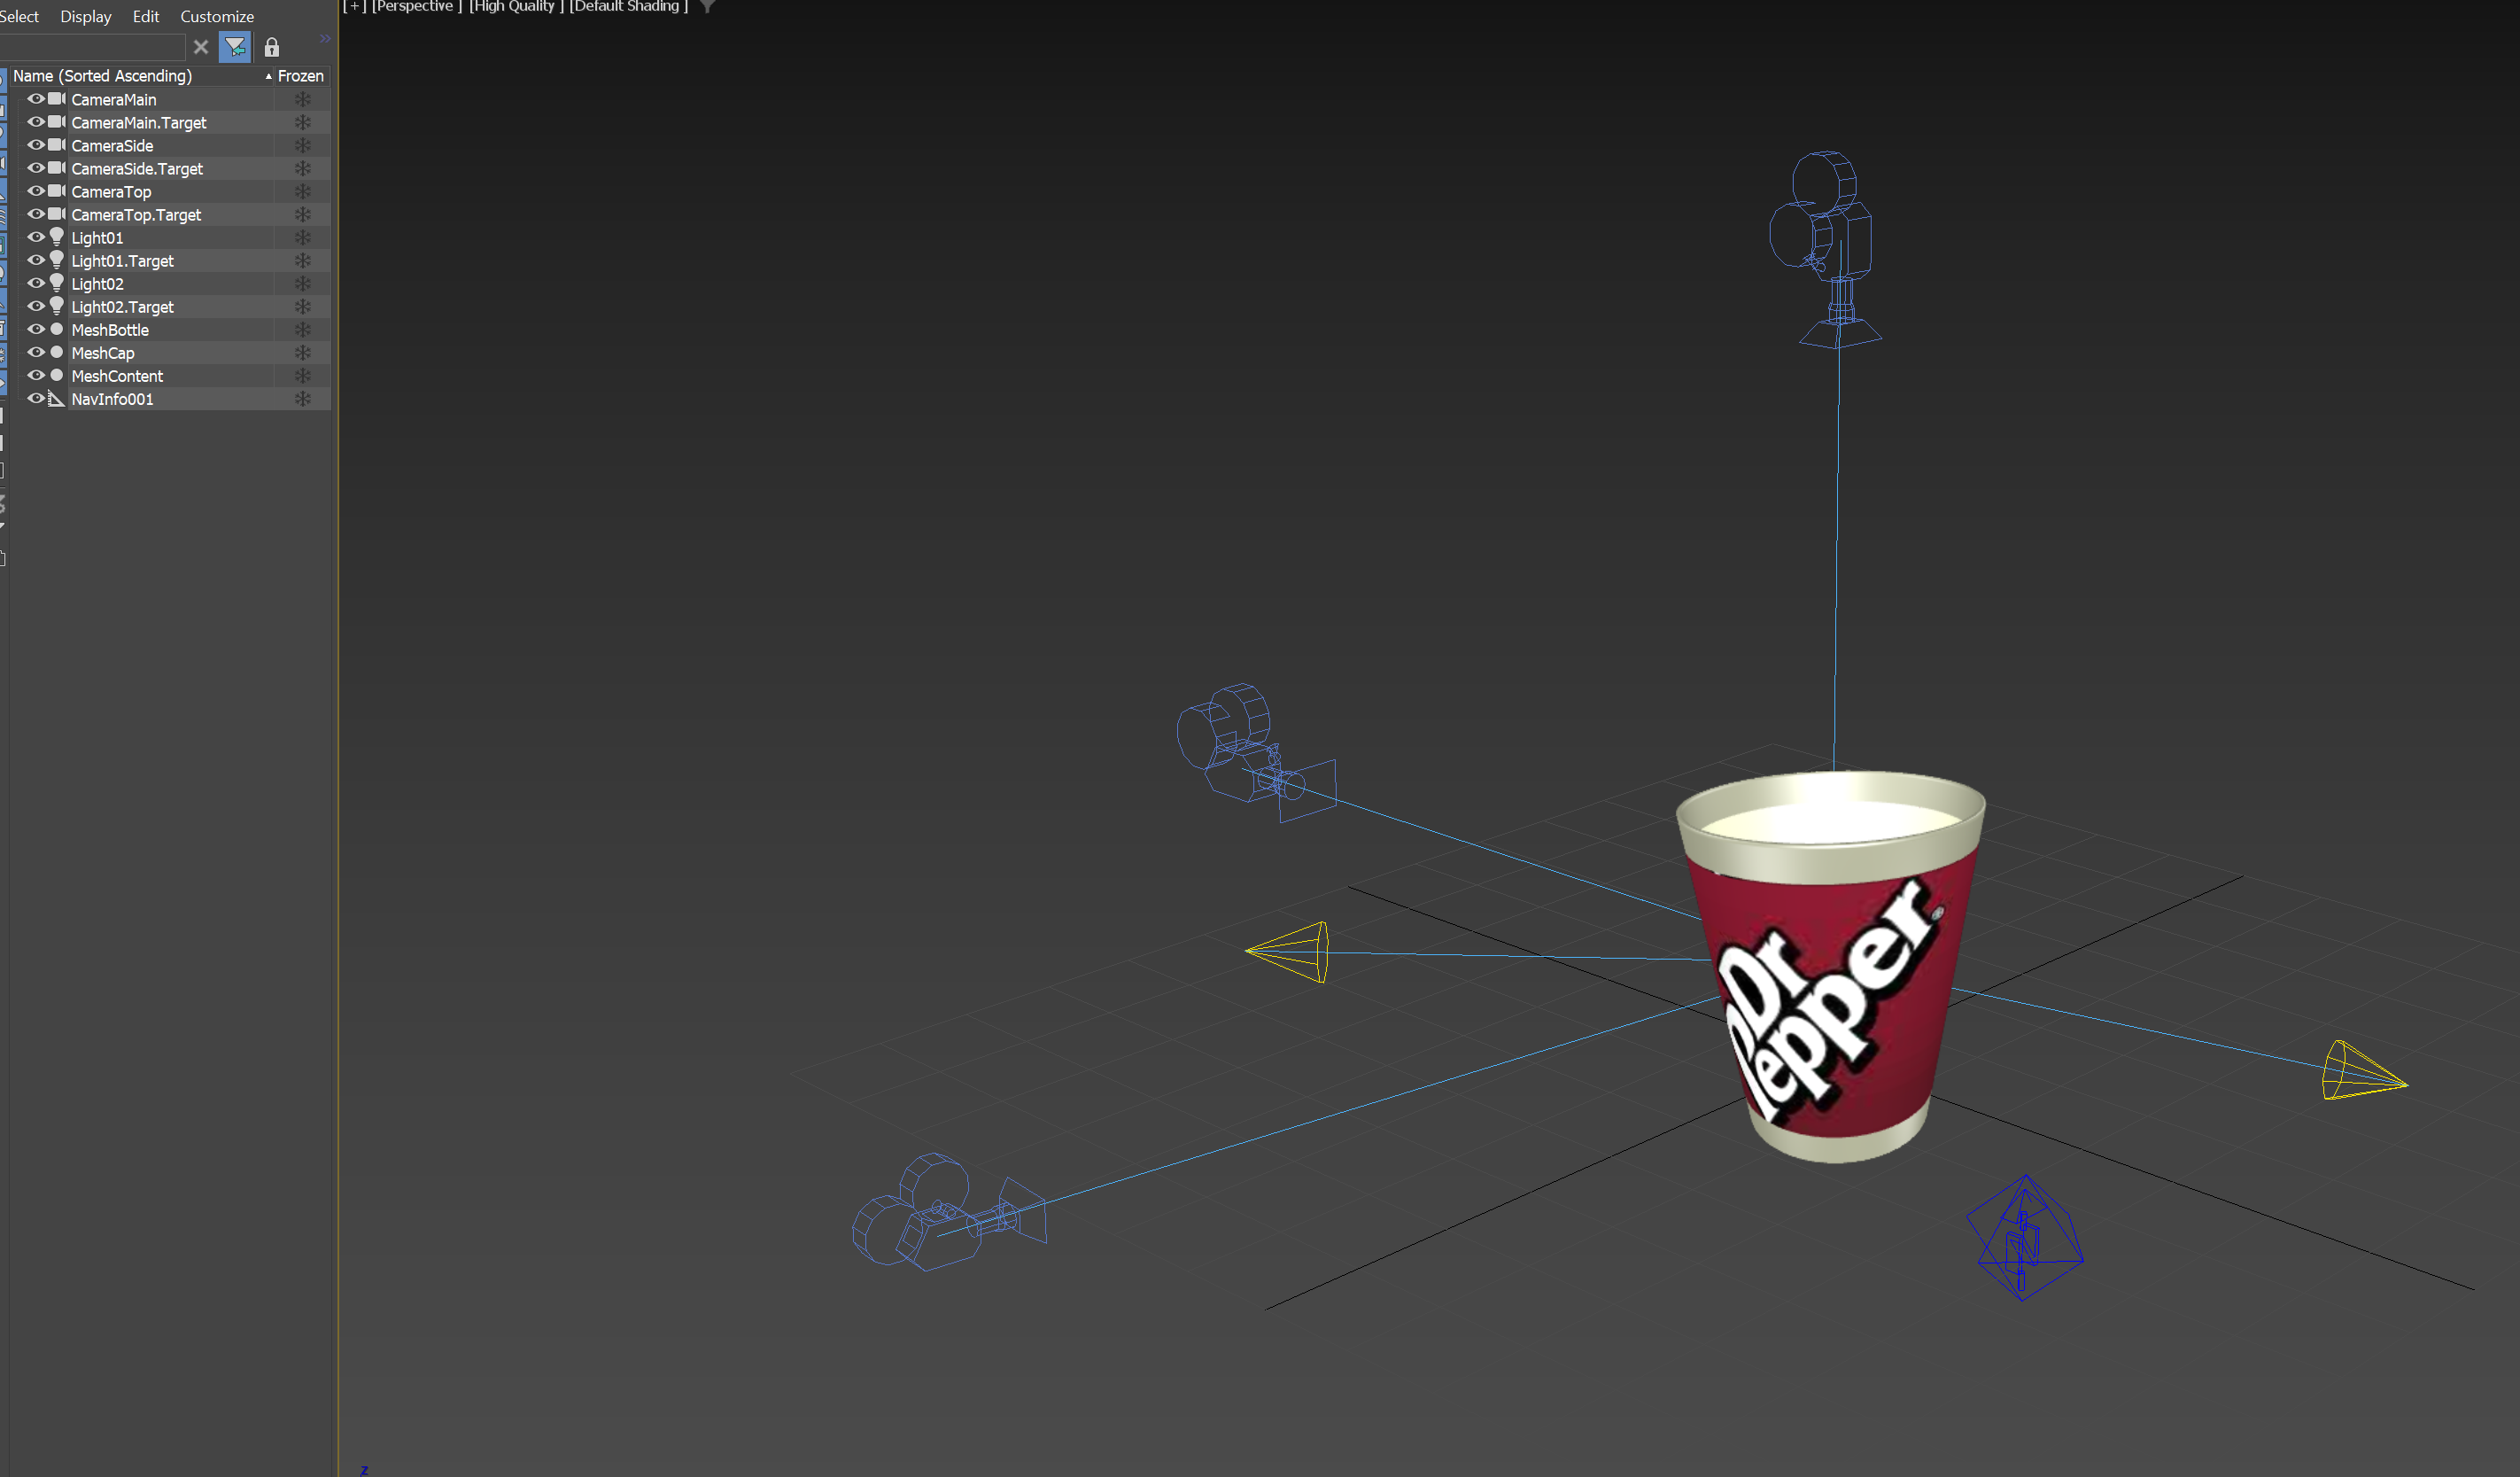 Select Display Edit Customize
[+] [Perspective ] [High Quality ] [Default Shading ]
Name (Sorted Ascending) Frozen
CameraMain
CameraMain.Target
CameraSide
CameraSide.Target
CameraTop
CameraTop.Target
Light01
Light01.Target
Light02
Light02.Target
MeshBottle
MeshCap
MeshContent
NavInfo001
Dr
Pepper®
N
z